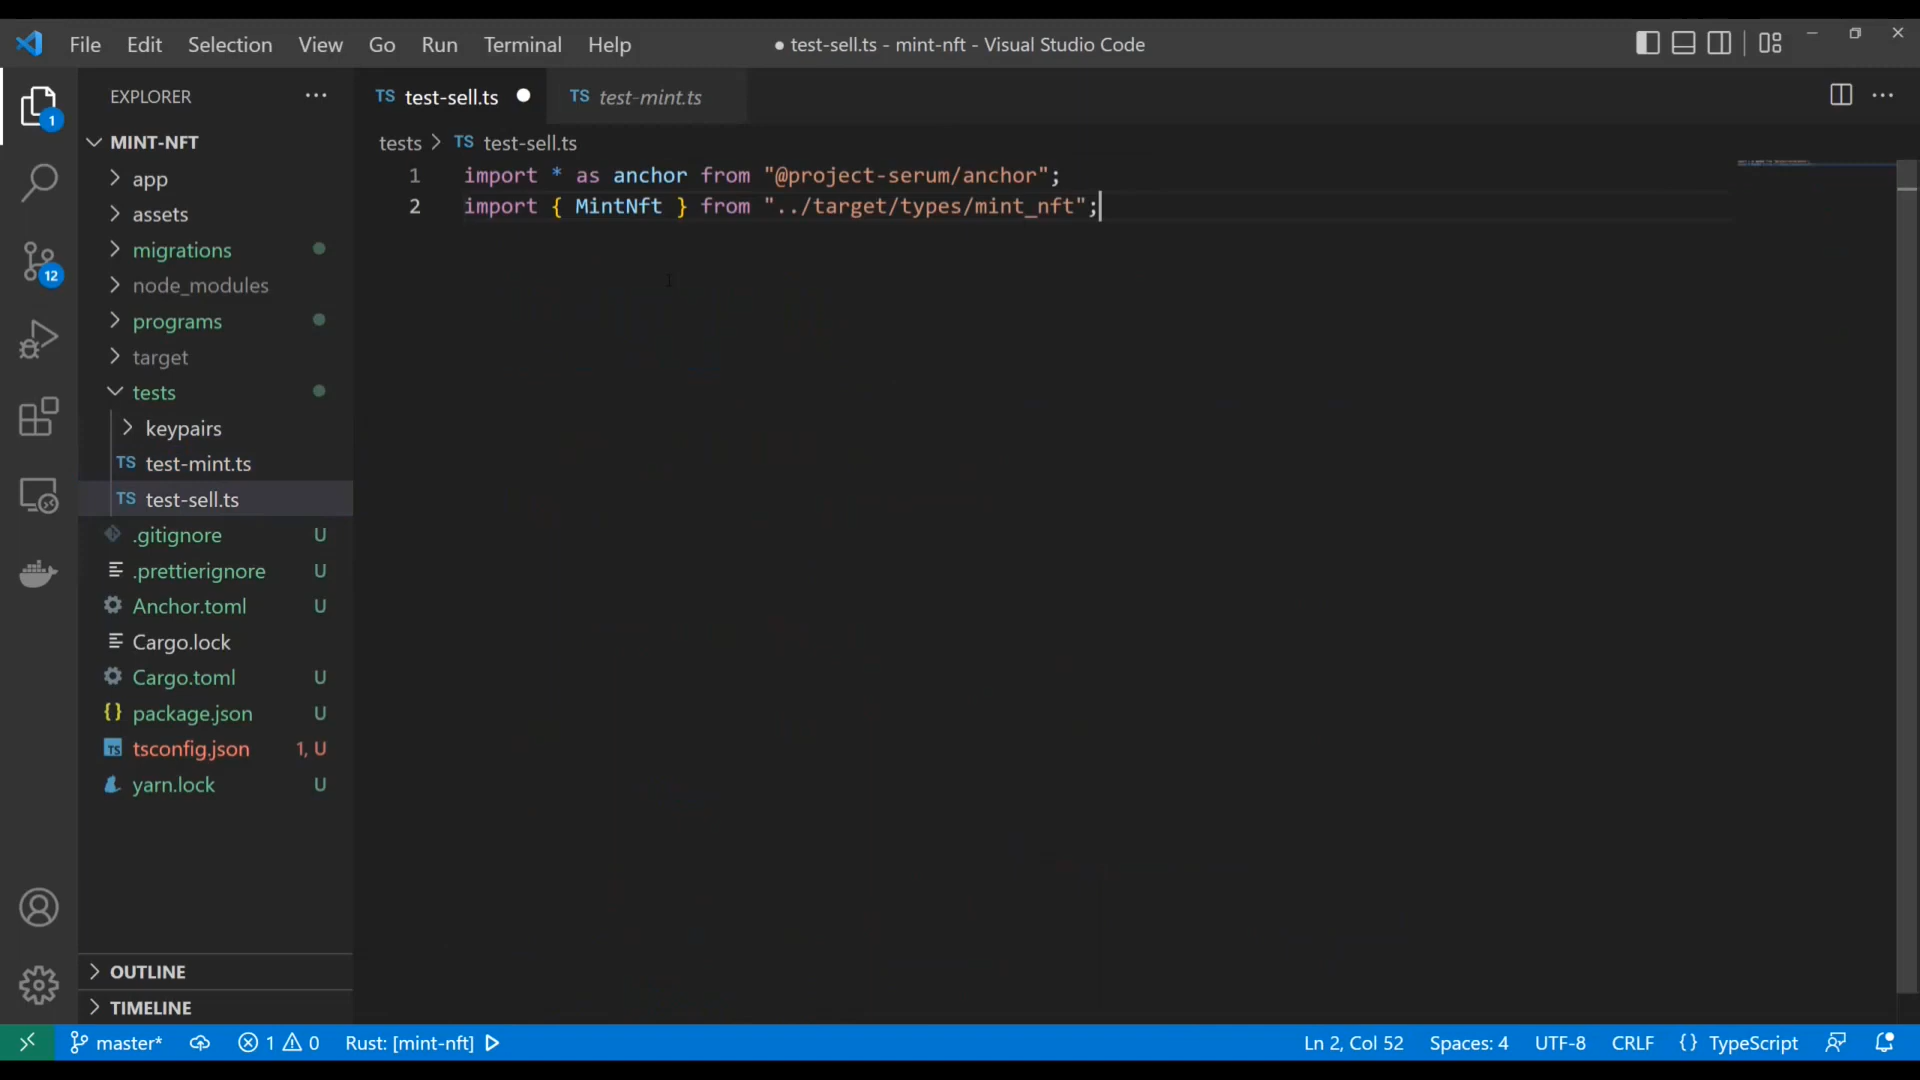 File Edit Selection View Go Run Terminal Help
● test-sell.ts - mint-nft - Visual Studio Code
EXPLORER
TS test-sell.ts
TS test-mint.ts
1
MINT-NFT
tests > TS test-sell.ts
app
assets
migrations
node_modules
programs
target
tests
keypairs
TS test-mint.ts
TS test-sell.ts
.gitignore U
.prettierignore U
Anchor.toml U
Cargo.lock
Cargo.toml U
{} package.json U
TS tsconfig.json 1, U
yarn.lock U
12
1 import * as anchor from "@project-serum/anchor";
2 import { MintNft } from "../target/types/mint_nft";
OUTLINE
TIMELINE
master* 1 0 Rust: [mint-nft]
Ln 2, Col 52 Spaces: 4 UTF-8 CRLF {} TypeScript